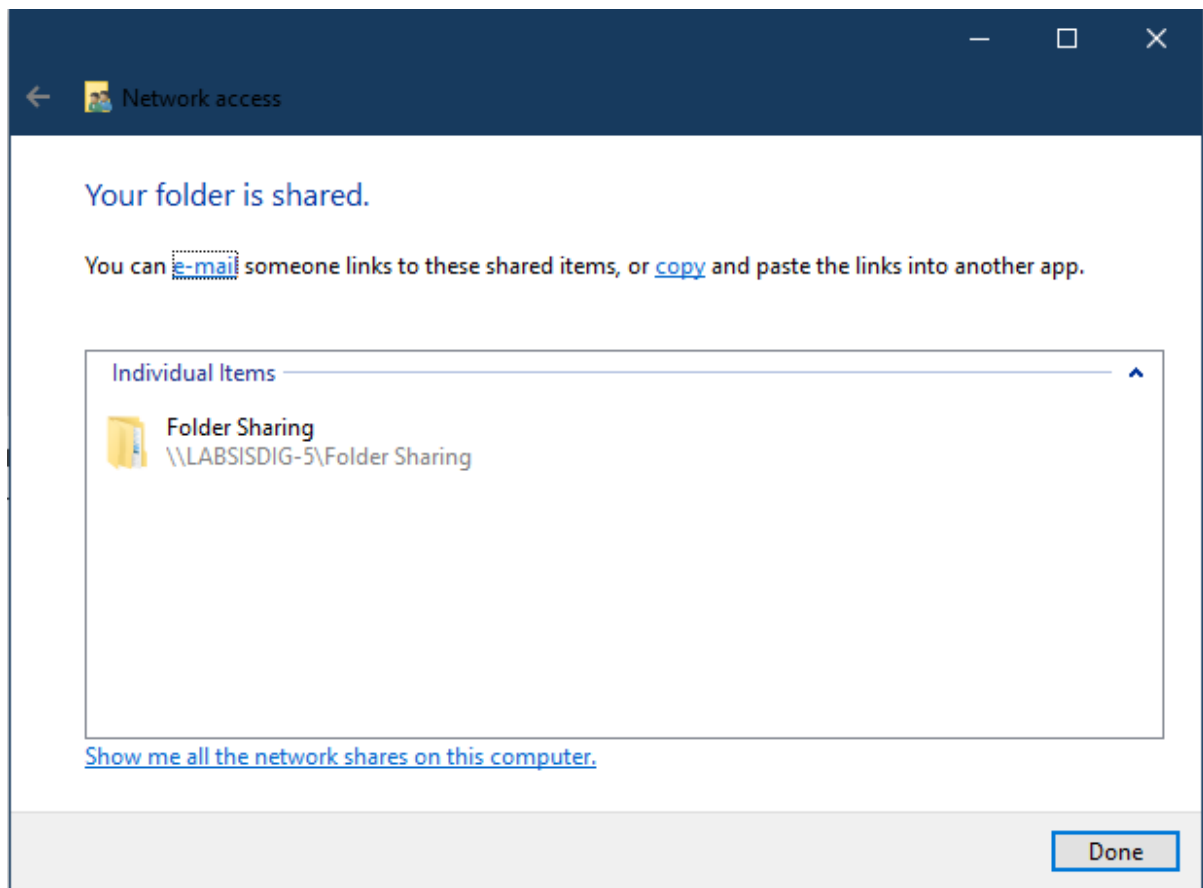 Network access
Your folder is shared.
You can e-mail someone links to these shared items, or copy and paste the links into another app.
Individual Items
Folder Sharing
\\LABSISDIG-5\Folder Sharing
Show me all the network shares on this computer.
Done